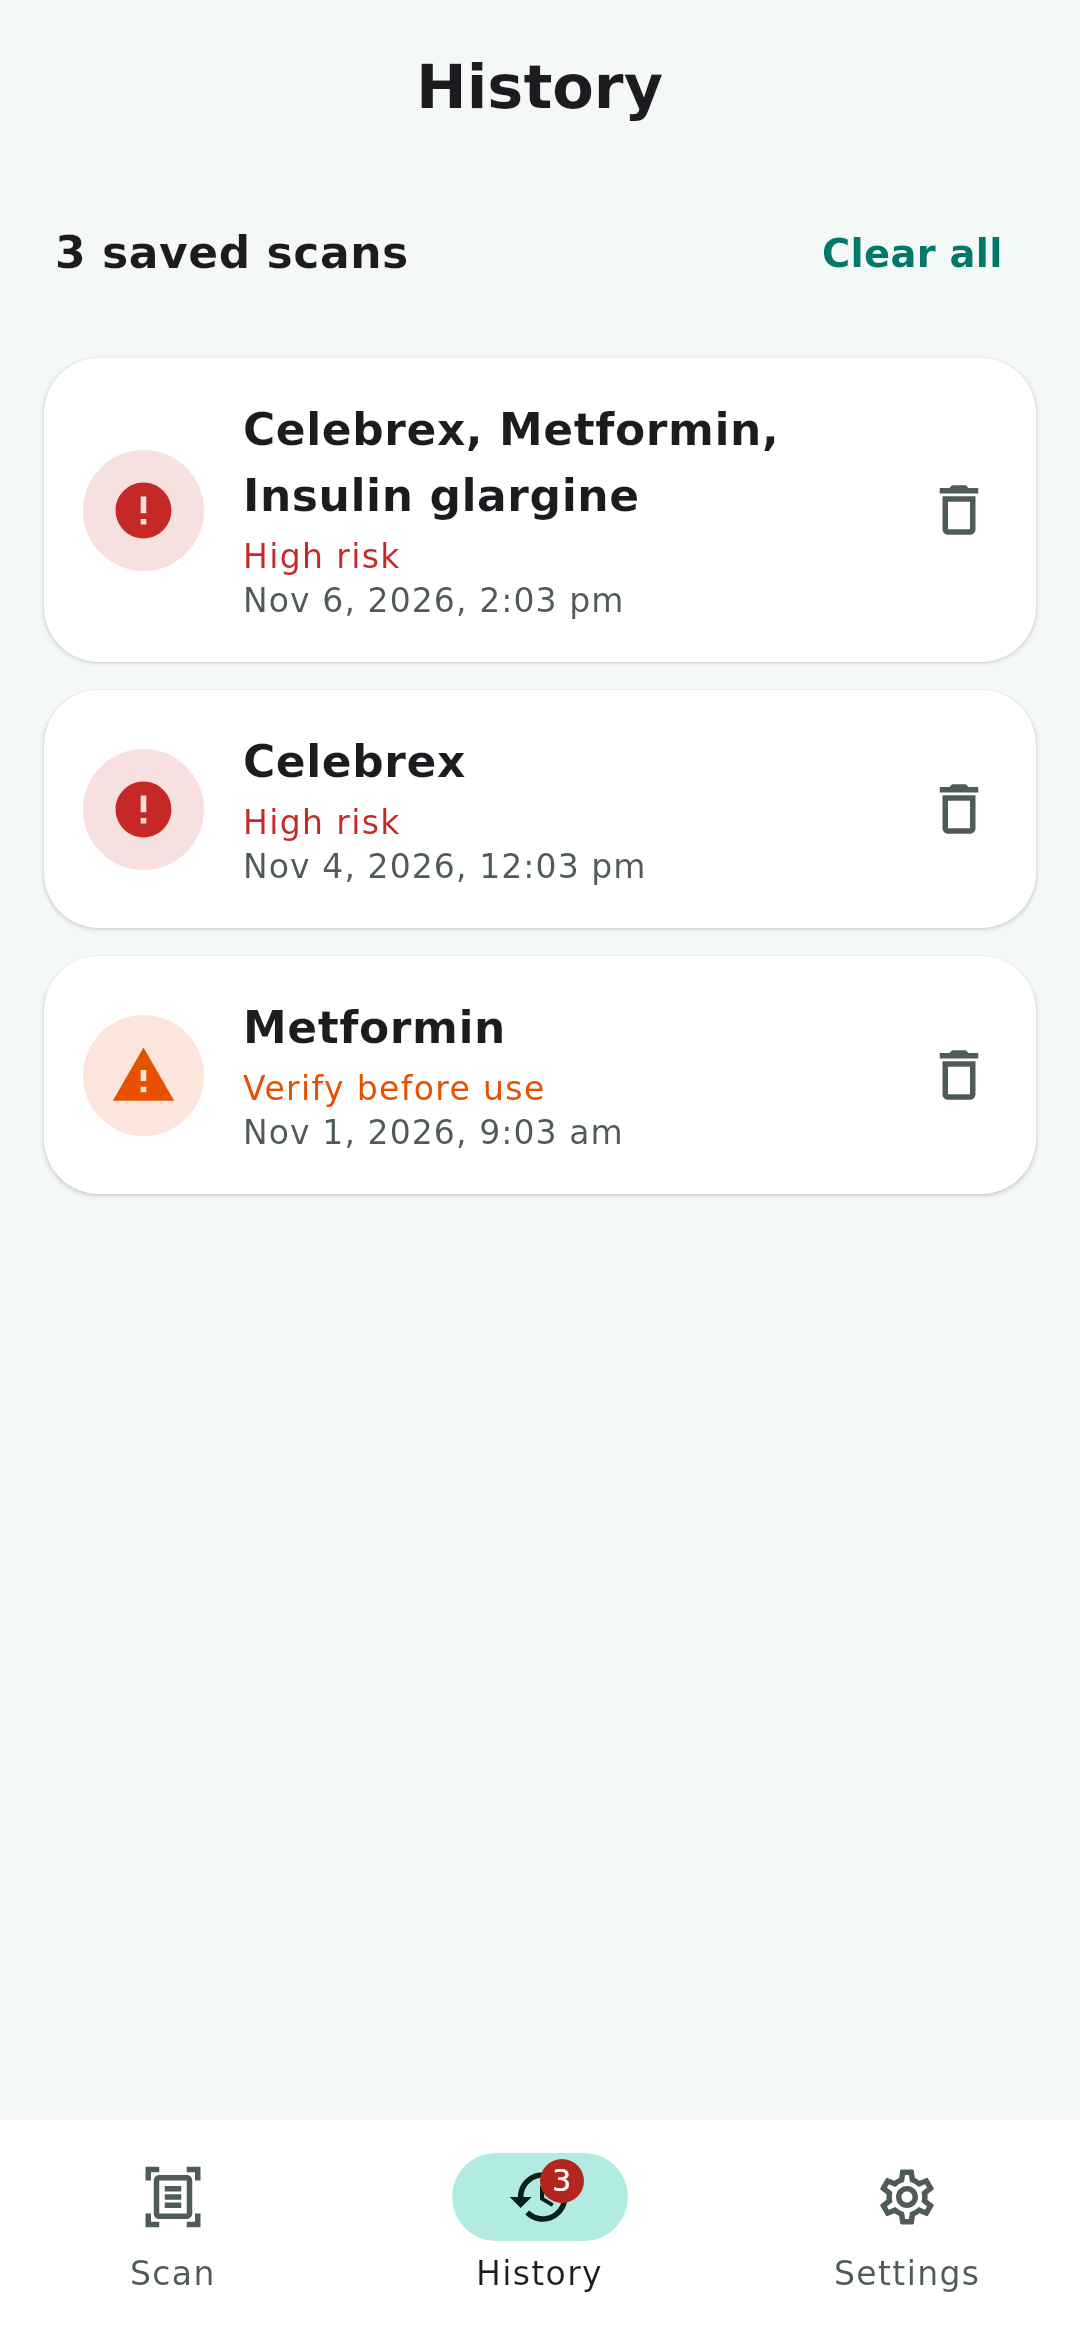 History
3 saved scans
Clear all
Celebrex, Metformin,
Insulin glargine
High risk
Nov 6, 2026, 2:03 pm
Celebrex
High risk
Nov 4, 2026, 12:03 pm
Metformin
Verify before use
Nov 1, 2026, 9:03 am
3
Scan
History
Settings